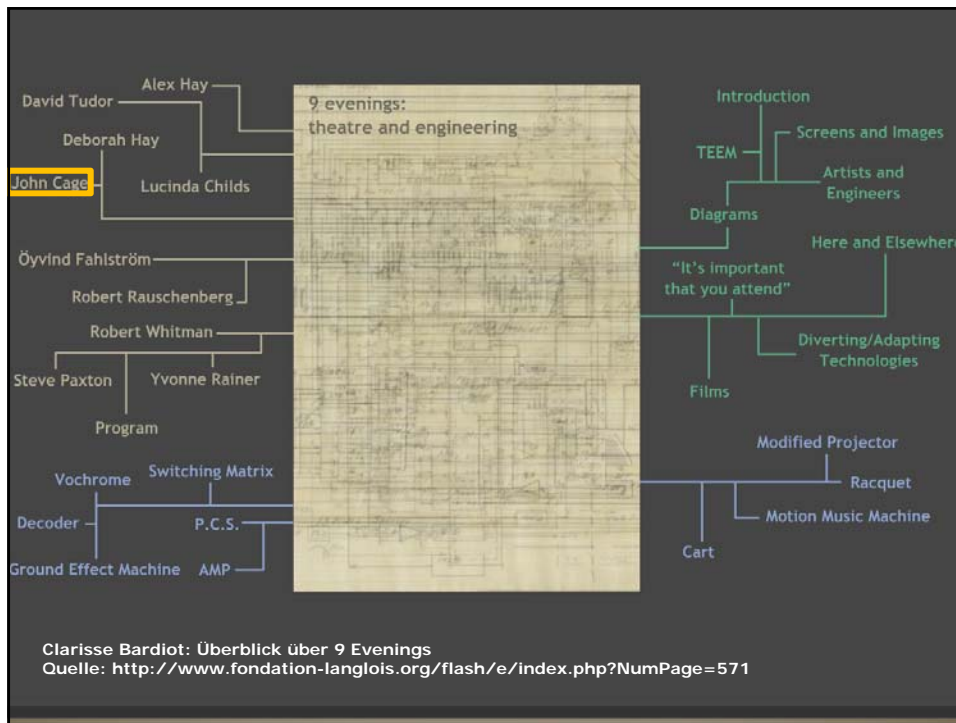 Alex Hay
David Tudor
Deborah Hay
John Cage
Lucinda Childs
Öyvind Fahlström
Robert Rauschenberg
Robert Whitman
Steve Paxton
Yvonne Rainer
Program
Switching Matrix
Vochrome
Decoder
P.C.S.
Ground Effect Machine
AMP
9 evenings:
theatre and engineering
Introduction
Screens and Images
TEEM
Artists and
Engineers
Diagrams
Here and Elsewhere
"It's important
that you attend"
Diverting/Adapting
Technologies
Films
Modified Projector
Racquet
Motion Music Machine
Cart
Clarisse Bardiot: Überblick über 9 Evenings
Quelle: http://www.fondation-langlois.org/flash/e/index.php?NumPage=571